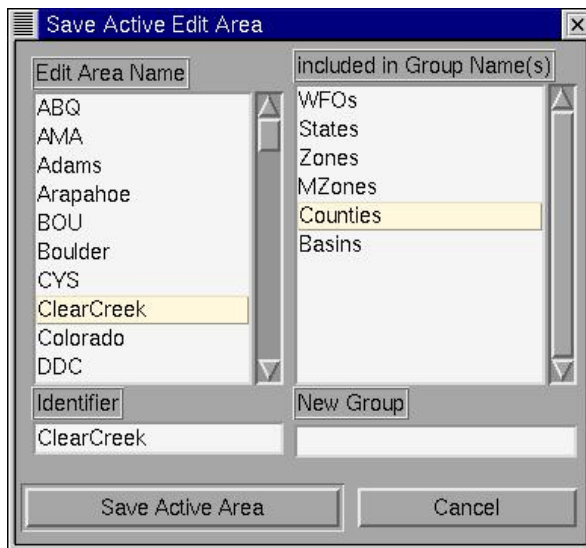 Save Active Edit Area
Edit Area Name
ABQ
AMA
Adams
Arapahoe
BOU
Boulder
CYS
ClearCreek
Colorado
DDC
included in Group Name(s)
WFOs
States
Zones
MZones
Counties
Basins
Identifier
ClearCreek
New Group
Save Active Area
Cancel